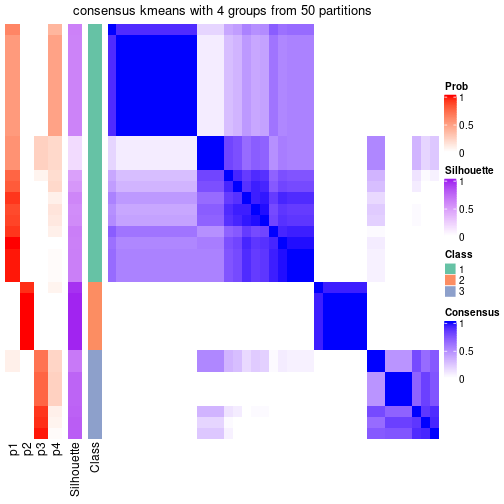 consensus kmeans with 4 groups from 50 partitions
Prob
1
0.5
0
Silhouette
1
0.5
0
Class
1
2
3
Consensus
1
0.5
0
p1
p2
p3
p4
Silhouette
Class